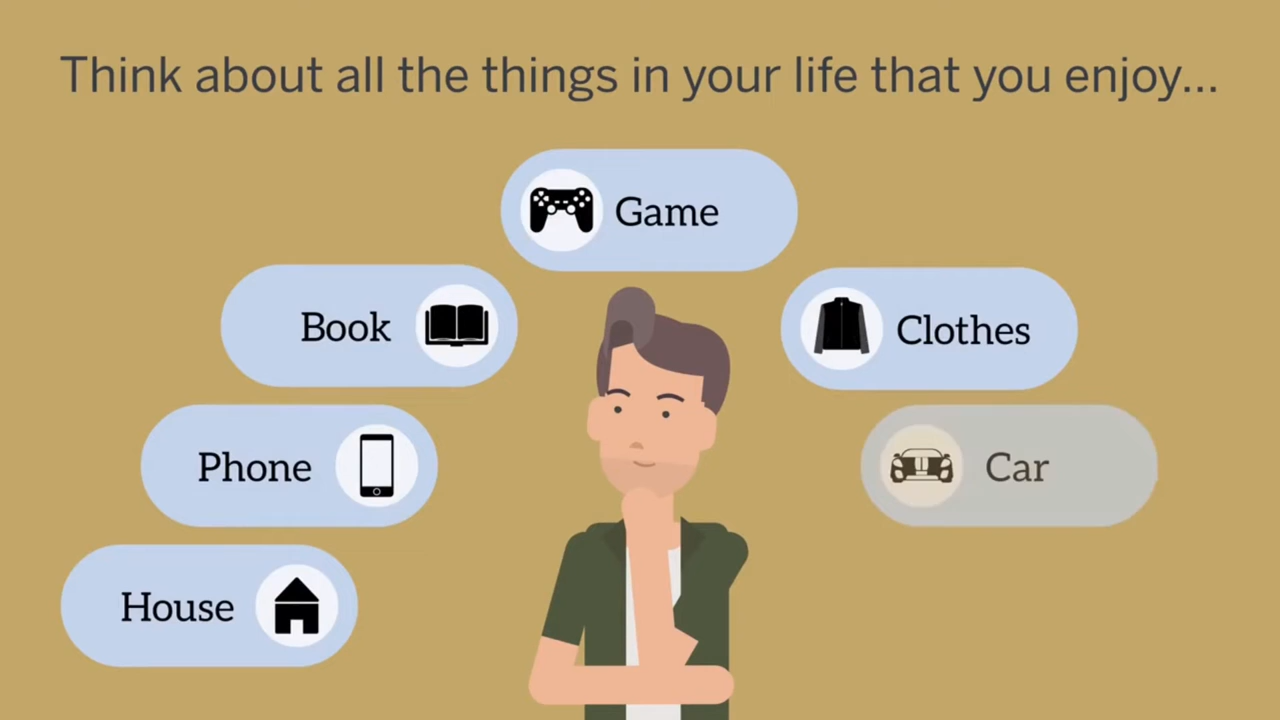 Think about all the things in your life that you enjoy...
Game
Book
Clothes
Phone
Car
House